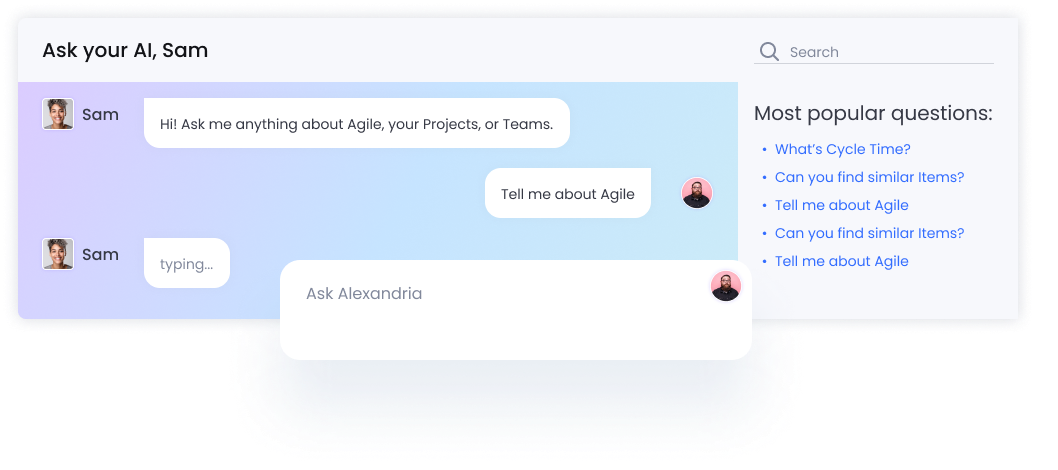 Ask your AI, Sam
Search
Sam
Hi! Ask me anything about Agile, your Projects, or Teams.
Tell me about Agile
Sam
typing...
Ask Alexandria
Most popular questions:
• What's Cycle Time?
• Can you find similar Items?
• Tell me about Agile
• Can you find similar Items?
• Tell me about Agile